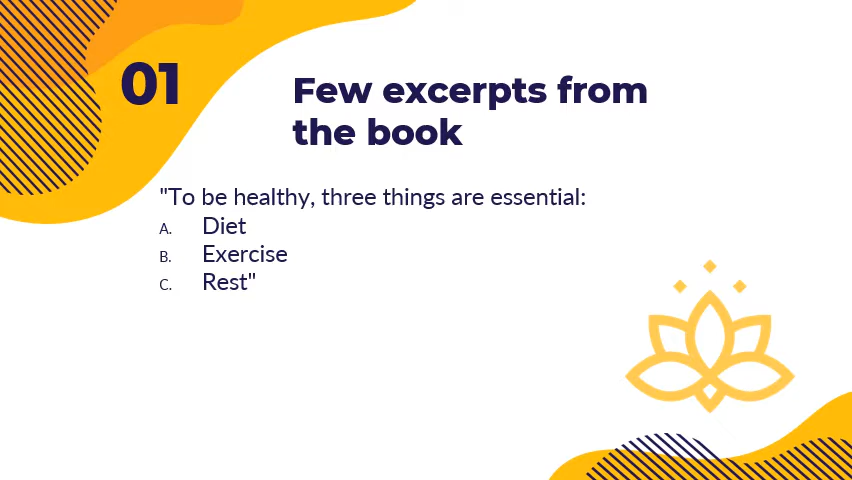 01
Few excerpts from
the book
"To be healthy, three things are essential:
A. Diet
B. Exercise
C. Rest"